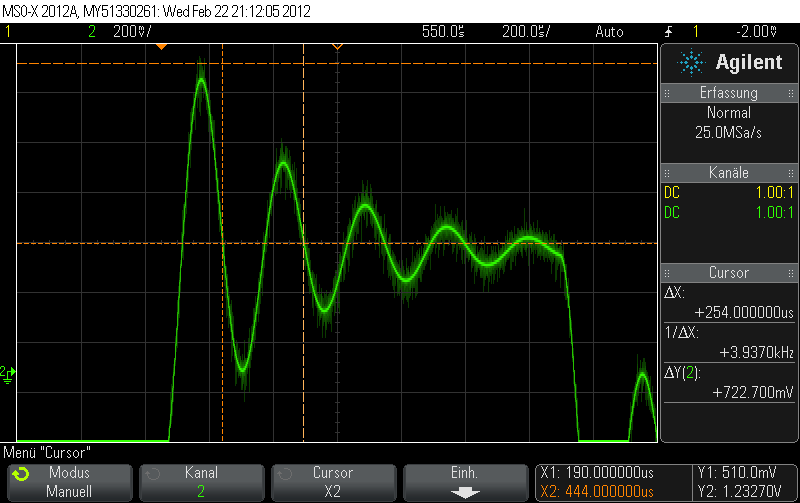 MSO-X 2012A, MY51330261: Wed Feb 22 21:12:05 2012
1 2 200V/ 550.0s 200.0s/ Auto 1 -2.00V
Agilent
Erfassung
Normal
25.0MSa/s
Kanäle
DC 1.00:1
DC 1.00:1
Cursor
ΔX:
+254.000000us
1/ΔX:
+3.9370kHz
ΔY(2):
+722.700mV
2
Menü "Cursor"
Modus
Manuell
Kanal
2
Cursor
X2
Einh.
X1: 190.000000us
X2: 444.000000us
Y1: 510.0mV
Y2: 1.23270V